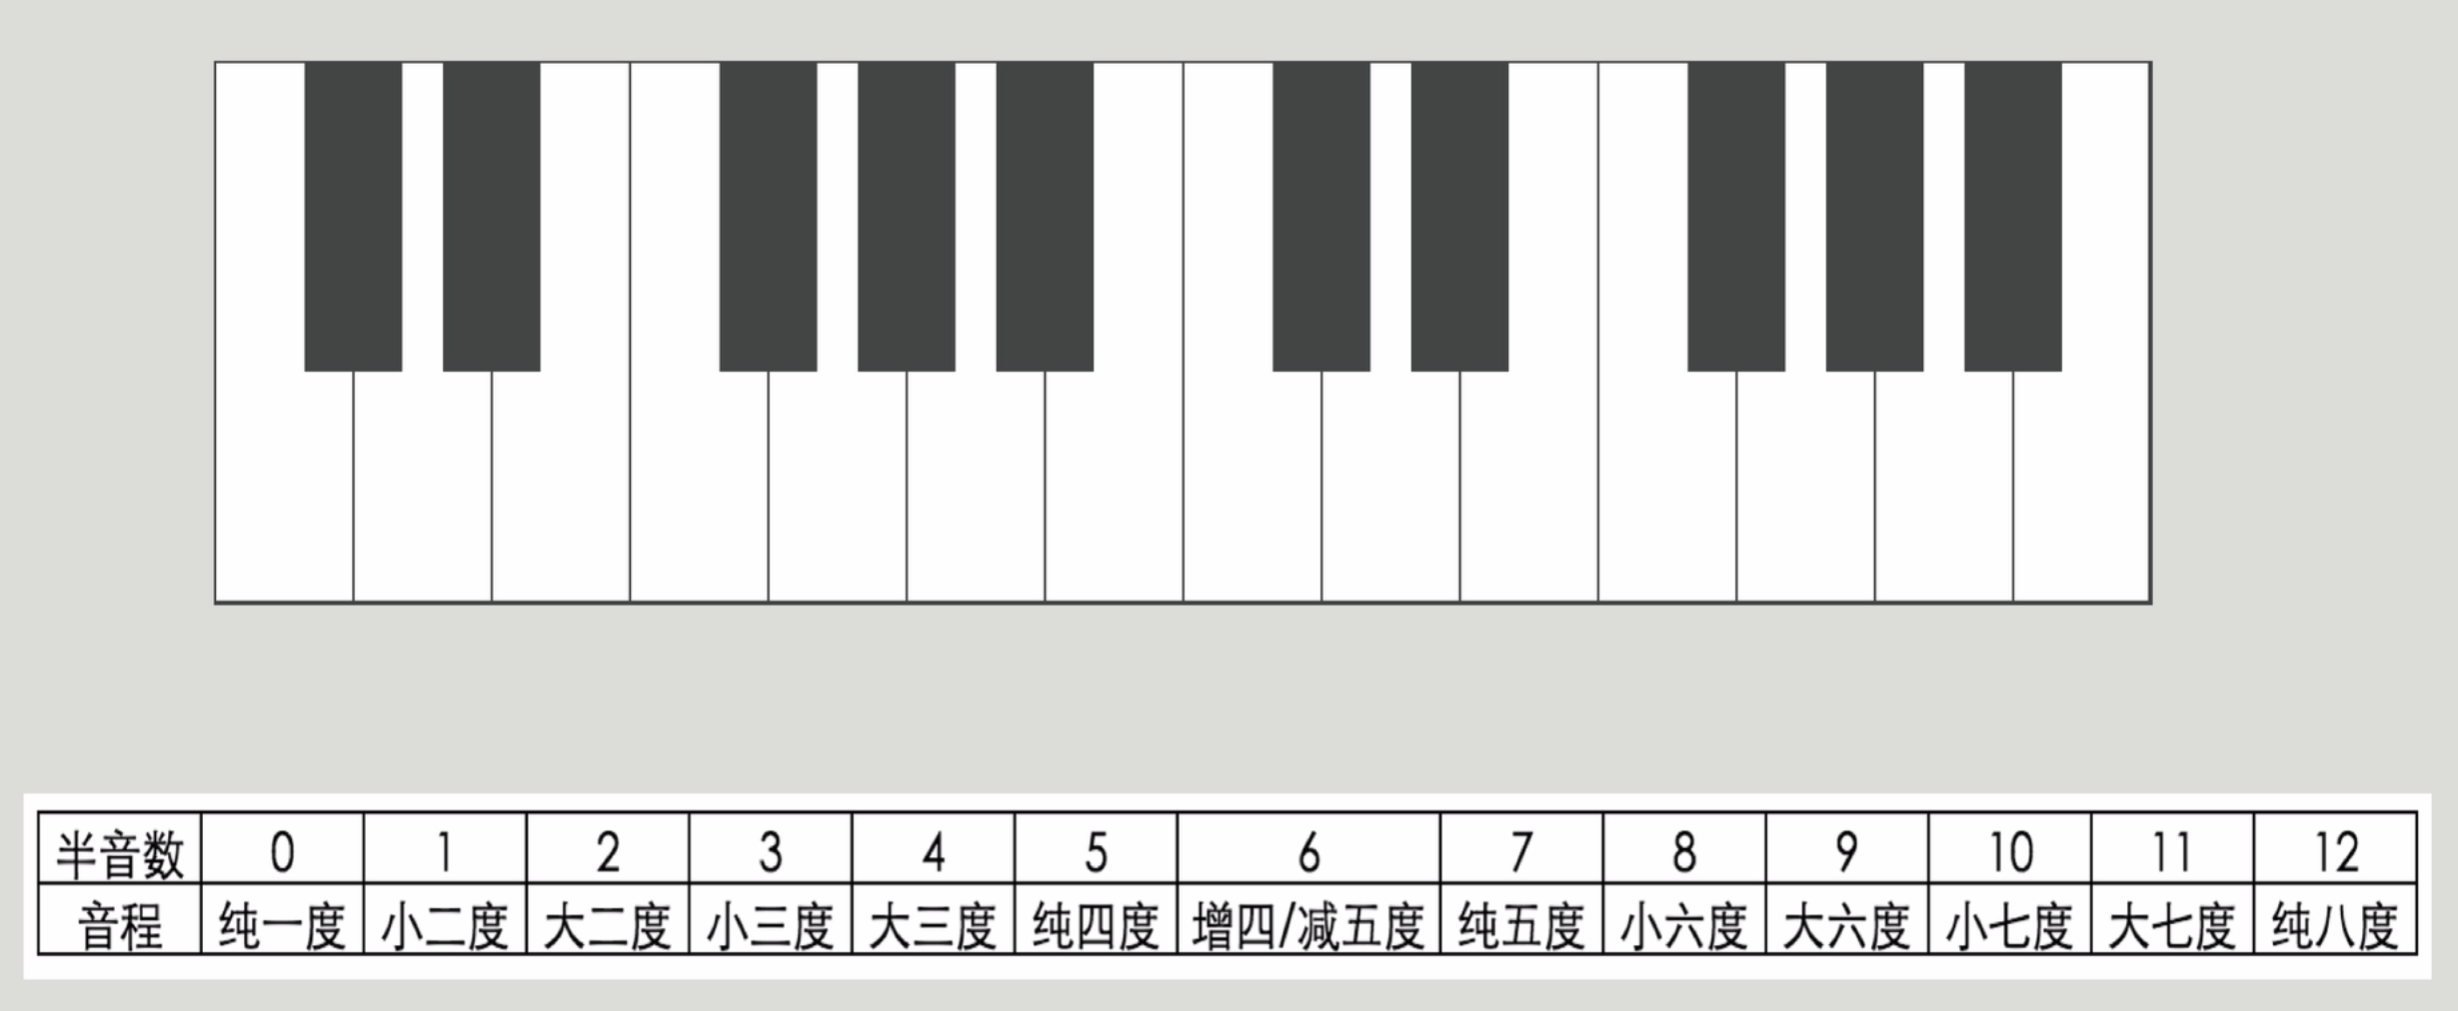 半音数 0 1 2 3 4 5 6 7 8 9 10 11 12
音程 纯一度 小二度 大二度 小三度 大三度 纯四度 增四/减五度 纯五度 小六度 大六度 小七度 大七度 纯八度